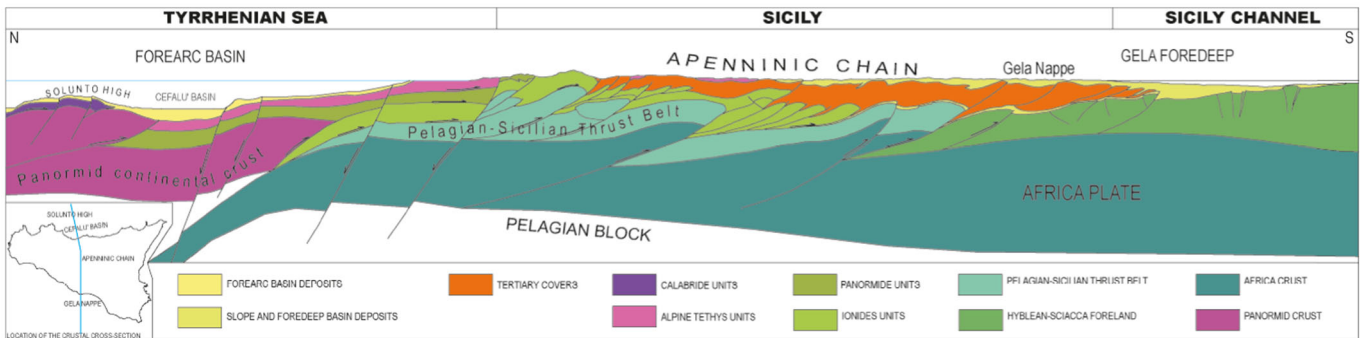 TYRRHENIAN SEA
SICILY
SICILY CHANNEL
N
S
FOREARC BASIN
APENNINIC CHAIN
GELA FOREDEEP
Gela Nappe
SOLUNTO HIGH
CEFALU' BASIN
Pelagian-Sicilian Thrust Belt
Panormid continental crust
AFRICA PLATE
PELAGIAN BLOCK
SOLUNTO HIGH
CEFALU' BASIN
APENNINIC CHAIN
GELA NAPPE
LOCATION OF THE CRUSTAL CROSS-SECTION
FOREARC BASIN DEPOSITS
TERTIARY COVERS
CALABRIDE UNITS
PANORMIDE UNITS
PELAGIAN-SICILIAN THRUST BELT
AFRICA CRUST
SLOPE AND FOREDEEP BASIN DEPOSITS
ALPINE TETHYS UNITS
IONIDES UNITS
HYBLEAN-SCIACCA FORELAND
PANORMID CRUST